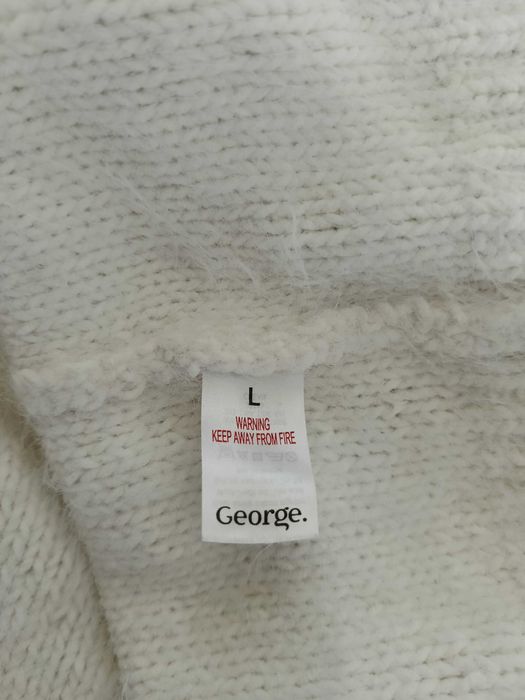 L
WARNING
KEEP AWAY FROM FIRE
George.